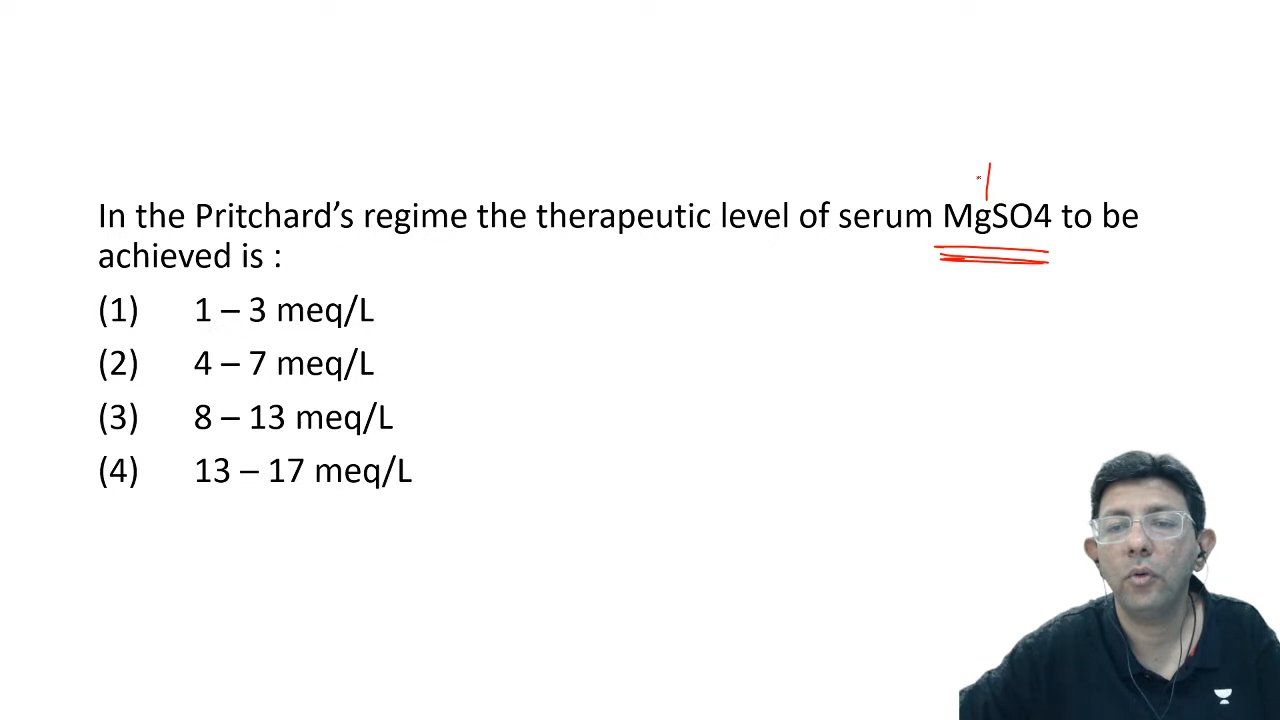 In the Pritchard’s regime the therapeutic level of serum MgSO4 to be
achieved is :
(1) 1 – 3 meq/L
(2) 4 – 7 meq/L
(3) 8 – 13 meq/L
(4) 13 – 17 meq/L